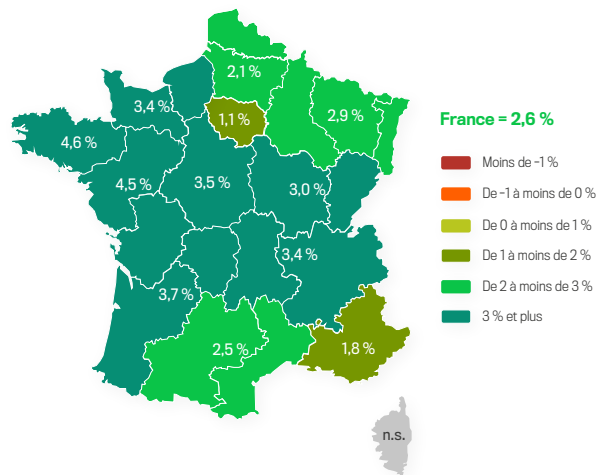 2,1 %
3,4 %
1,1 %
2,9 %
4,6 %
4,5 %
3,5 %
3,0 %
3,4 %
3,7 %
2,5 %
1,8 %
n.s.
France = 2,6 %
Moins de -1 %
De -1 à moins de 0 %
De 0 à moins de 1 %
De 1 à moins de 2 %
De 2 à moins de 3 %
3 % et plus